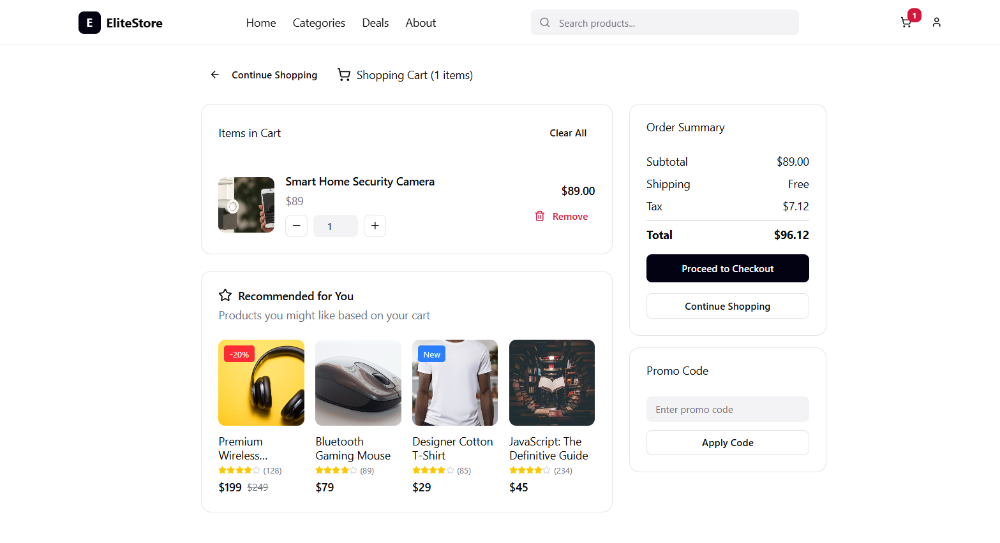 E EliteStore
Home Categories Deals About
Search products...
1
Continue Shopping
Shopping Cart (1 items)
Items in Cart
Clear All
Smart Home Security Camera
$89
1
$89.00
Remove
Recommended for You
Products you might like based on your cart
-20%
Premium
Wireless...
(128)
$199 $249
Bluetooth
Gaming Mouse
(89)
$79
New
Designer Cotton
T-Shirt
(85)
$29
JavaScript: The
Definitive Guide
(234)
$45
Order Summary
Subtotal $89.00
Shipping Free
Tax $7.12
Total $96.12
Proceed to Checkout
Continue Shopping
Promo Code
Enter promo code
Apply Code